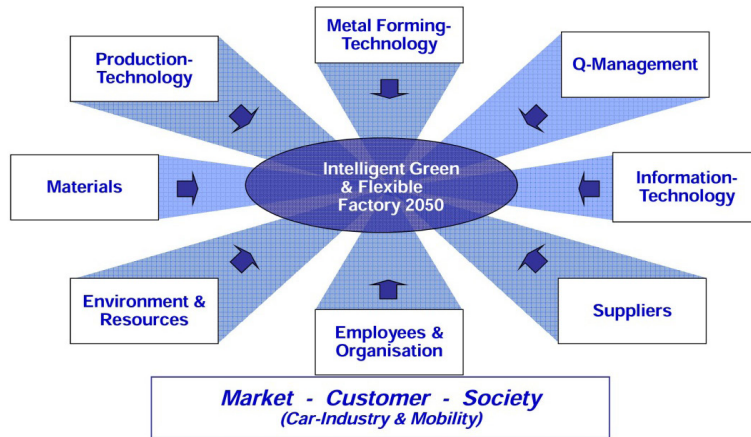 Metal Forming-
Technology
Production-
Technology
Q-Management
Materials
Intelligent Green
& Flexible
Factory 2050
Information-
Technology
Environment &
Resources
Employees &
Organisation
Suppliers
Market - Customer - Society
(Car-Industry & Mobility)